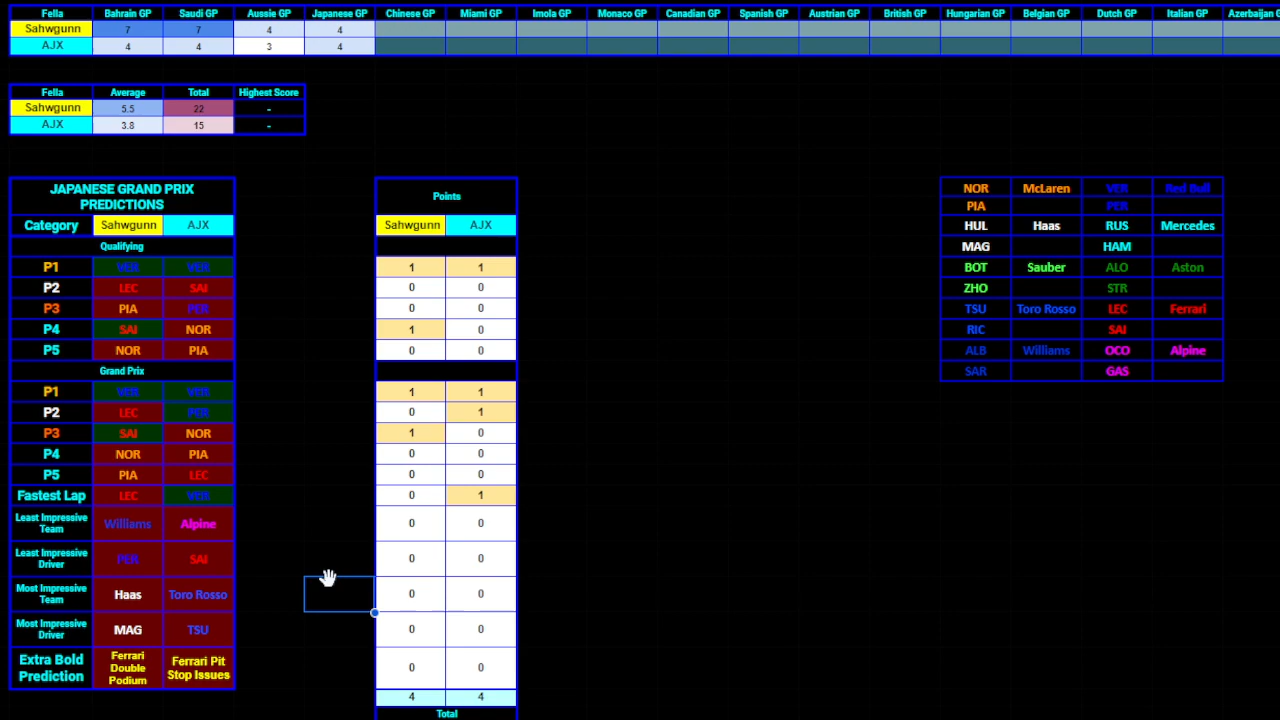 Fella Bahrain GP Saudi GP Aussie GP Japanese GP Chinese GP Miami GP Imola GP Monaco GP Canadian GP Spanish GP Austrian GP British GP Hungarian GP Belgian GP Dutch GP Italian GP Azerbaijan G
Sahwgunn 7 7 4 4
AJX 4 4 3 4
Fella Average Total Highest Score
Sahwgunn 5.5 22 -
AJX 3.8 15 -
JAPANESE GRAND PRIX
PREDICTIONS
Category Sahwgunn AJX
Qualifying
P1 VER VER
P2 LEC SAI
P3 PIA PER
P4 SAI NOR
P5 NOR PIA
Grand Prix
P1 VER VER
P2 LEC PER
P3 SAI NOR
P4 NOR PIA
P5 PIA LEC
Fastest Lap LEC VER
Least Impressive
Team
Williams Alpine
Least Impressive
Driver
PER SAI
Most Impressive
Team
Haas Toro Rosso
Most Impressive
Driver
MAG TSU
Extra Bold
Prediction
Ferrari
Double
Podium
Ferrari Pit
Stop Issues
Points
Sahwgunn AJX
1 1
0 0
0 0
1 0
0 0
1 1
0 1
1 0
0 0
0 0
0 1
0 0
0 0
0 0
0 0
0 0
4 4
Total
NOR McLaren VER Red Bull
PIA PER
HUL Haas RUS Mercedes
MAG HAM
BOT Sauber ALO Aston
ZHO STR
TSU Toro Rosso LEC Ferrari
RIC SAI
ALB Williams OCO Alpine
SAR GAS